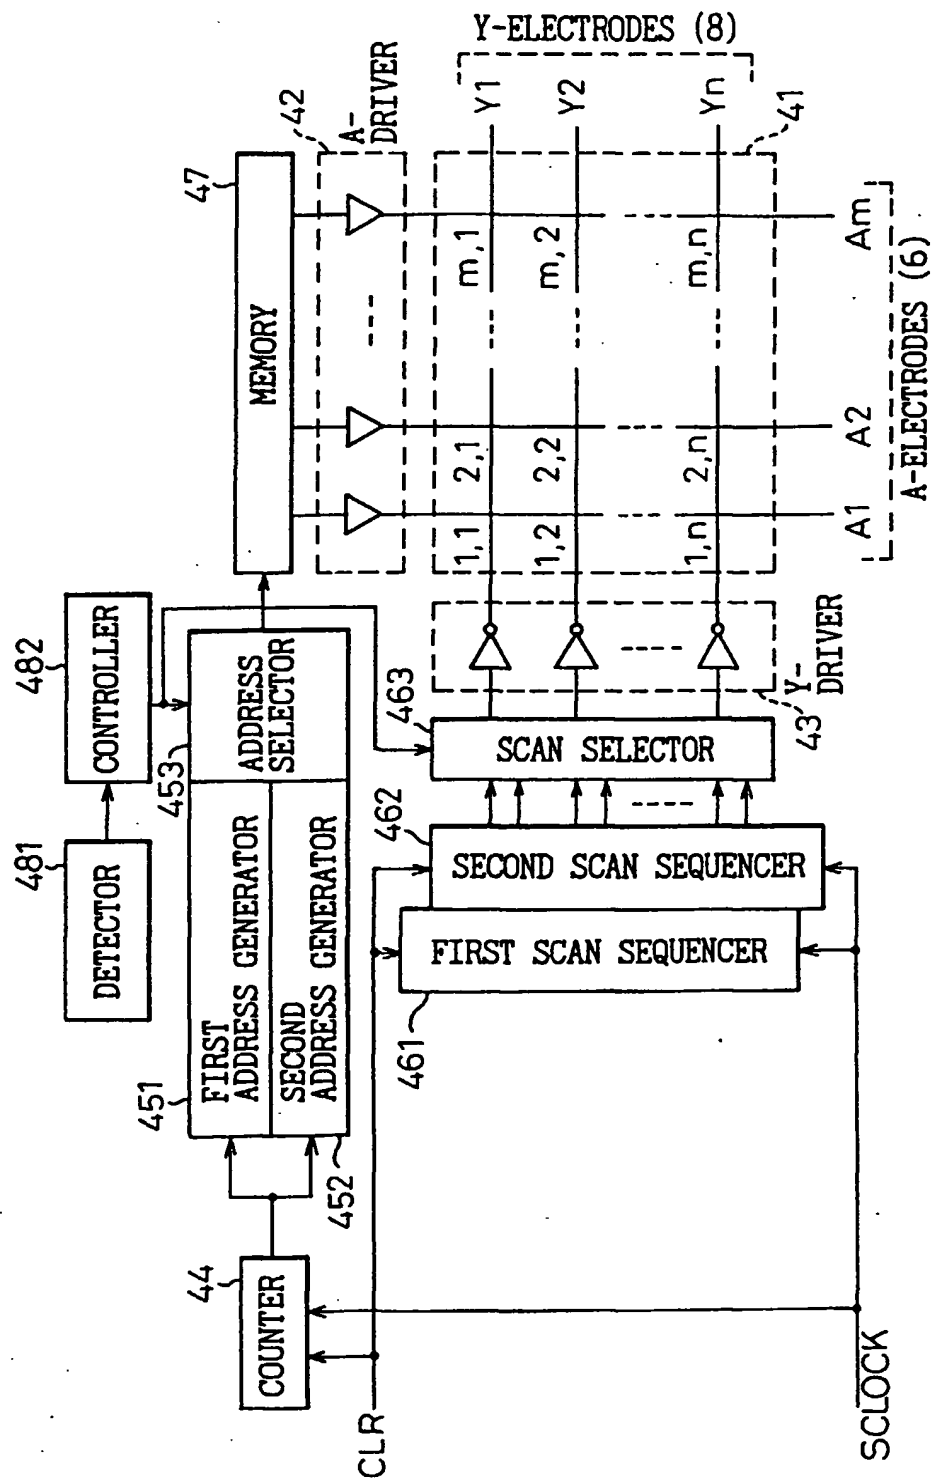 DETECTOR
481
CONTROLLER
482
COUNTER
44
451
FIRST
ADDRESS GENERATOR
SECOND
ADDRESS GENERATOR
452
453
ADDRESS
SELECTOR
MEMORY
47
42
A-
DRIVER
CLR
SCLOCK
461
FIRST SCAN SEQUENCER
462
SECOND SCAN SEQUENCER
463
SCAN SELECTOR
43
Y-
DRIVER
Y-ELECTRODES (8)
1,1
2,1
m,1
Y1
1,2
2,2
m,2
Y2
1,n
2,n
m,n
Yn
41
A1
A2
Am
A-ELECTRODES (6)